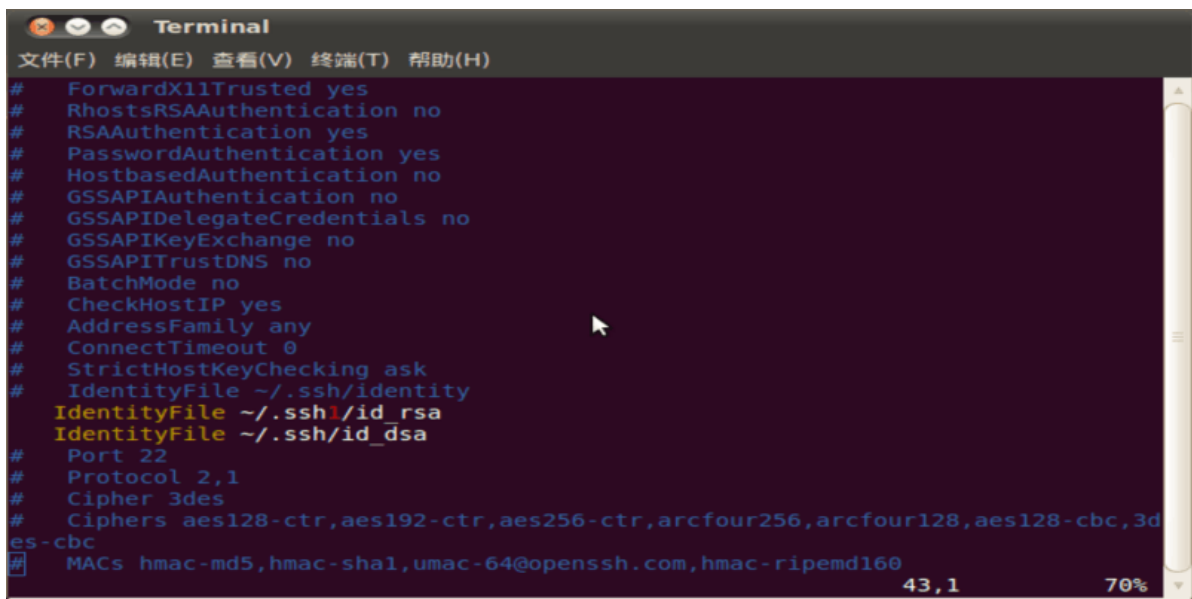 Terminal
文件(F) 编辑(E) 查看(V) 终端(T) 帮助(H)
#   ForwardX11Trusted yes
#   RhostsRSAAuthentication no
#   RSAAuthentication yes
#   PasswordAuthentication yes
#   HostbasedAuthentication no
#   GSSAPIAuthentication no
#   GSSAPIDelegateCredentials no
#   GSSAPIKeyExchange no
#   GSSAPITrustDNS no
#   BatchMode no
#   CheckHostIP yes
#   AddressFamily any
#   ConnectTimeout 0
#   StrictHostKeyChecking ask
#   IdentityFile ~/.ssh/identity
   IdentityFile ~/.ssh1/id_rsa
   IdentityFile ~/.ssh/id_dsa
#   Port 22
#   Protocol 2,1
#   Cipher 3des
#   Ciphers aes128-ctr,aes192-ctr,aes256-ctr,arcfour256,arcfour128,aes128-cbc,3d
es-cbc
#   MACs hmac-md5,hmac-sha1,umac-64@openssh.com,hmac-ripemd160
43,1 70%